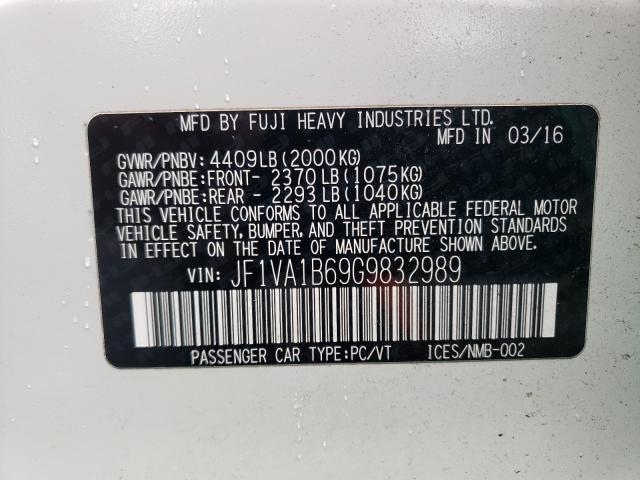 MFD BY FUJI HEAVY INDUSTRIES LTD.
MFD IN 03/16
GVWR/PNBV: 4409LB(2000KG)
GAWR/PNBE:FRONT- 2370LB(1075KG)
GAWR/PNBE:REAR - 2293LB(1040KG)
THIS VEHICLE CONFORMS TO ALL APPLICABLE FEDERAL MOTOR
VEHICLE SAFETY, BUMPER, AND THEFT PREVENTION STANDARDS
IN EFFECT ON THE DATE OF MANUFACTURE SHOWN ABOVE.
VIN: JF1VA1B69G9832989
PASSENGER CAR TYPE:PC/VT ICES/NMB-002